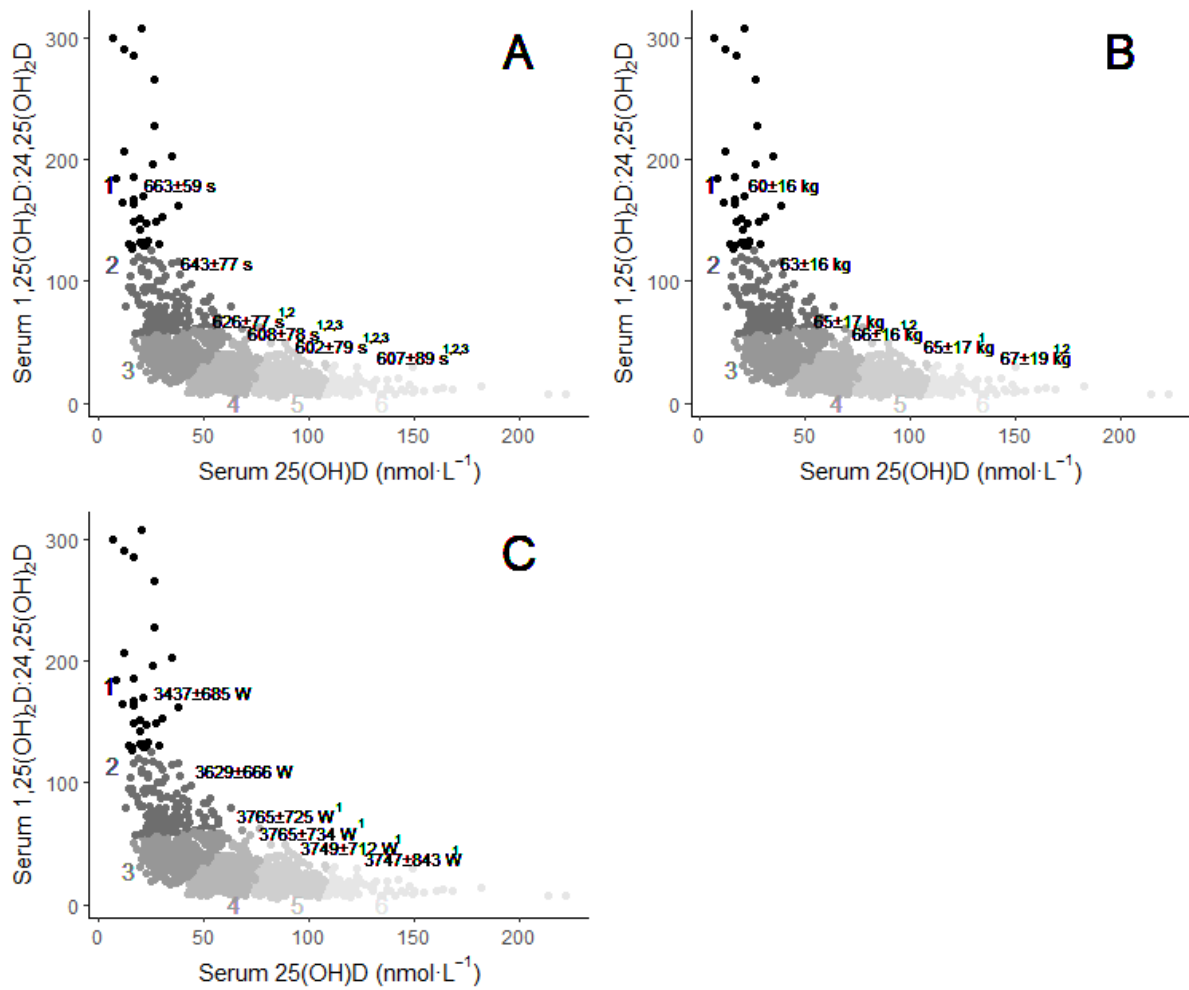 A
Serum 1,25(OH)₂D:24,25(OH)₂D
300
200
100
0
1
663±59 s
2
643±77 s
626±77 s¹,²
608±78 s¹,²,³
602±79 s¹,²,³
607±89 s¹,²,³
3
4
5
6
0 50 100 150 200
Serum 25(OH)D (nmol·L⁻¹)
B
Serum 1,25(OH)₂D:24,25(OH)₂D
300
200
100
0
1
60±16 kg
2
63±16 kg
65±17 kg
66±16 kg¹,²
65±17 kg¹
67±19 kg¹,²
3
4
5
6
0 50 100 150 200
Serum 25(OH)D (nmol·L⁻¹)
C
Serum 1,25(OH)₂D:24,25(OH)₂D
300
200
100
0
1
3437±685 W
2
3629±666 W
3765±725 W¹
3765±734 W¹
3749±712 W¹
3747±843 W¹
3
4
5
6
0 50 100 150 200
Serum 25(OH)D (nmol·L⁻¹)